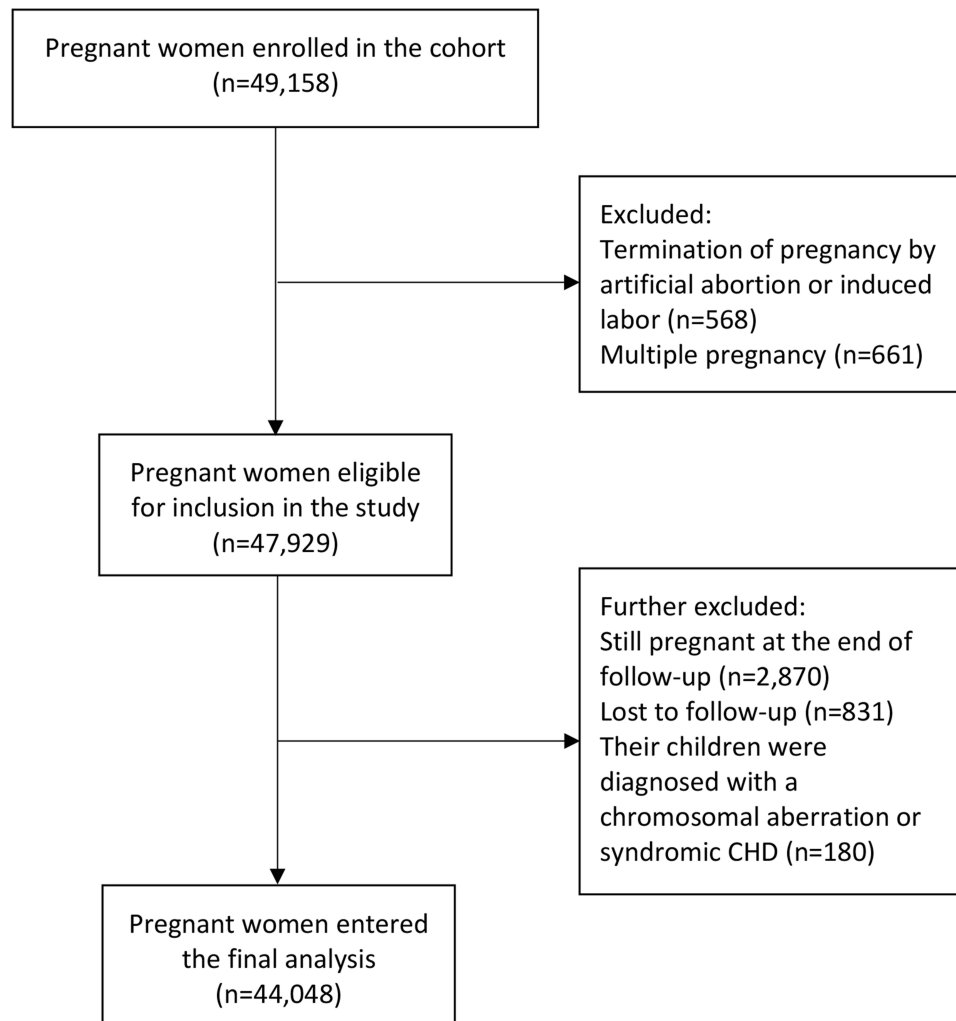 Pregnant women enrolled in the cohort
(n=49,158)
Excluded:
Termination of pregnancy by
artificial abortion or induced
labor (n=568)
Multiple pregnancy (n=661)
Pregnant women eligible
for inclusion in the study
(n=47,929)
Further excluded:
Still pregnant at the end of
follow-up (n=2,870)
Lost to follow-up (n=831)
Their children were
diagnosed with a
chromosomal aberration or
syndromic CHD (n=180)
Pregnant women entered
the final analysis
(n=44,048)